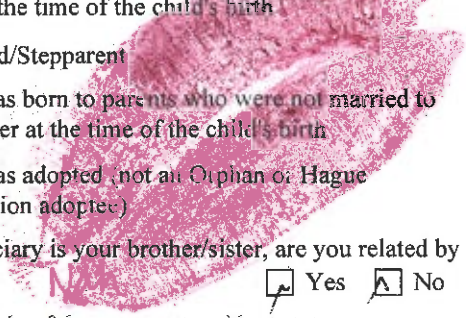 the time of the child's birth
d/Stepparent
as born to parents who were not married to
er at the time of the child's birth
as adopted (not an Orphan or Hague
ion adoptee)
ciary is your brother/sister, are you related by
Yes No